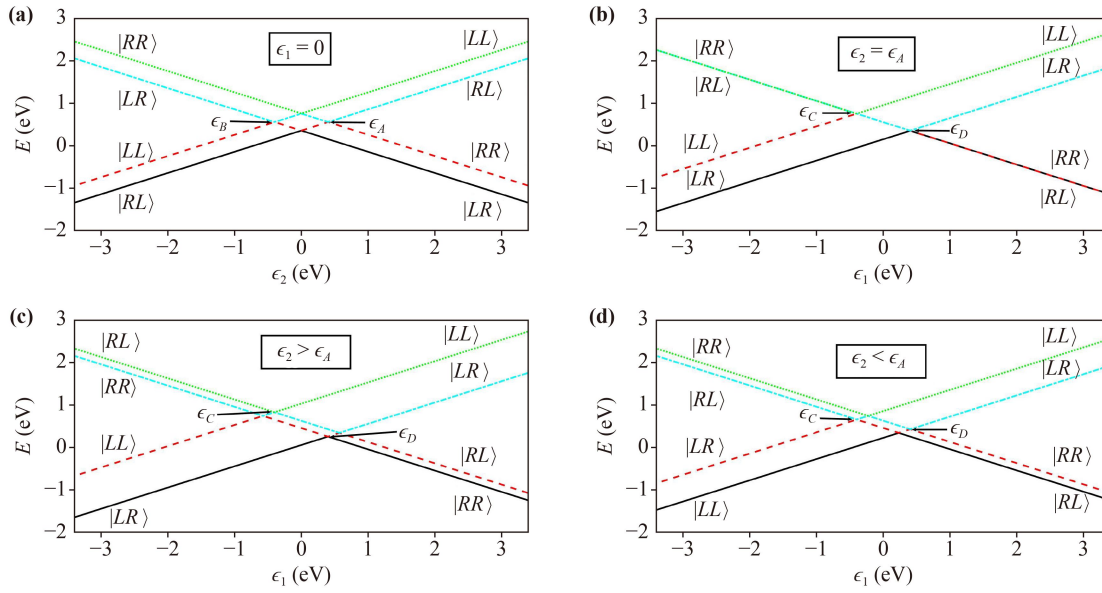 (a)
3
2
1
0
−1
−2
E (eV)
|RR⟩
|LR⟩
|LL⟩
|RL⟩
ϵ1 = 0
ϵB
ϵA
|LL⟩
|RL⟩
|RR⟩
|LR⟩
−3 −2 −1 0 1 2 3
ϵ2 (eV)
(b)
3
2
1
0
−1
−2
E (eV)
|RR⟩
|RL⟩
|LL⟩
|LR⟩
ϵ2 = ϵA
ϵC
ϵD
|LL⟩
|LR⟩
|RR⟩
|RL⟩
−3 −2 −1 0 1 2 3
ϵ1 (eV)
(c)
3
2
1
0
−1
−2
E (eV)
|RL⟩
|RR⟩
|LL⟩
|LR⟩
ϵ2 > ϵA
ϵC
ϵD
|LL⟩
|LR⟩
|RL⟩
|RR⟩
−3 −2 −1 0 1 2 3
ϵ1 (eV)
(d)
3
2
1
0
−1
−2
E (eV)
|RR⟩
|RL⟩
|LR⟩
|LL⟩
ϵ2 < ϵA
ϵC
ϵD
|LL⟩
|LR⟩
|RR⟩
|RL⟩
−3 −2 −1 0 1 2 3
ϵ1 (eV)